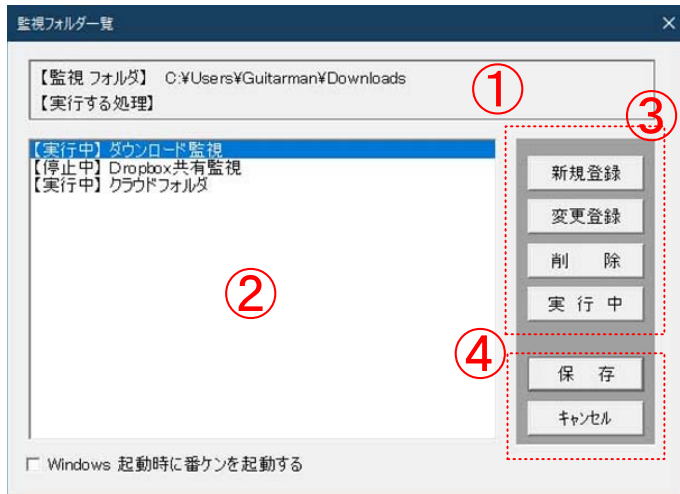 監視フォルダー覧
【監視 フォルダ】 C:¥Users¥Guitarman¥Downloads
①
【実行する処理】
③
【実行中】ダウンロード監視
【停止中】Dropbox共有監視
【実行中】クラウドフォルダ
新規登録
変更登録
削 除
②
実 行 中
④
保 存
キャンセル
Windows 起動時に番ケンを起動する